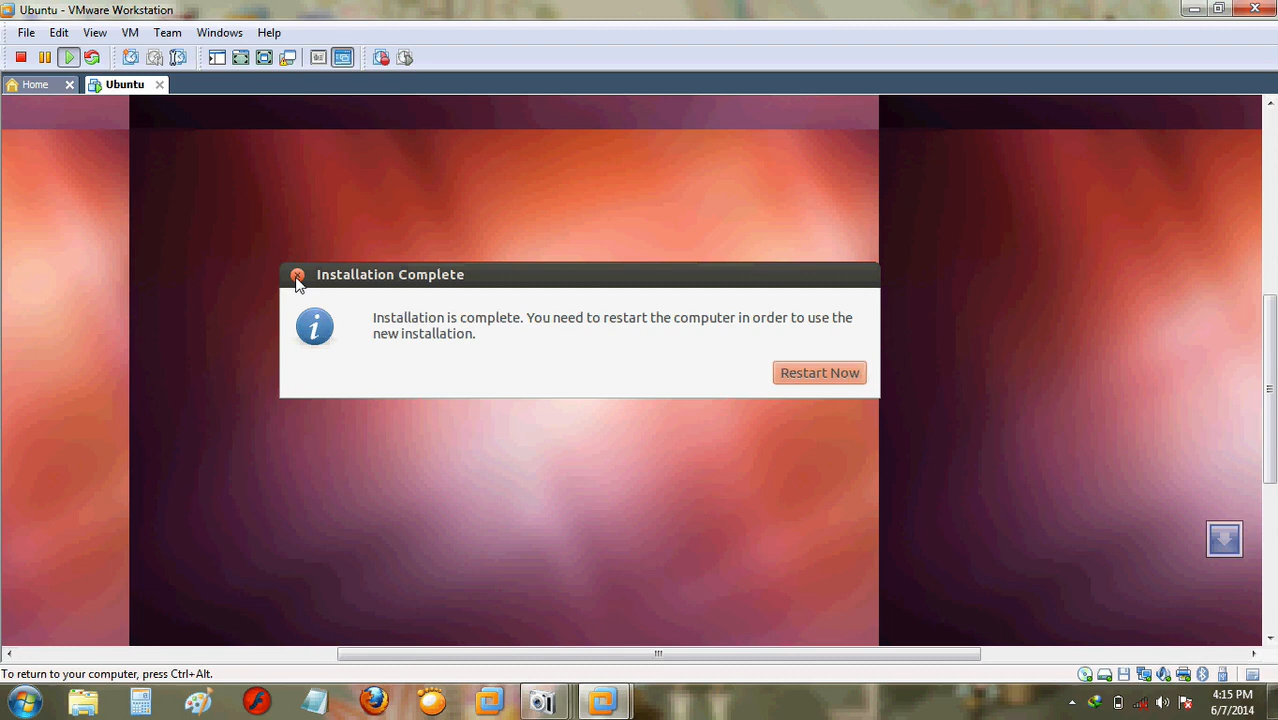 Ubuntu - VMware Workstation
File Edit View VM Team Windows Help
Home Ubuntu
Installation Complete
Installation is complete. You need to restart the computer in order to use the
new installation.
Restart Now
To return to your computer, press Ctrl+Alt.
4:15 PM
6/7/2014